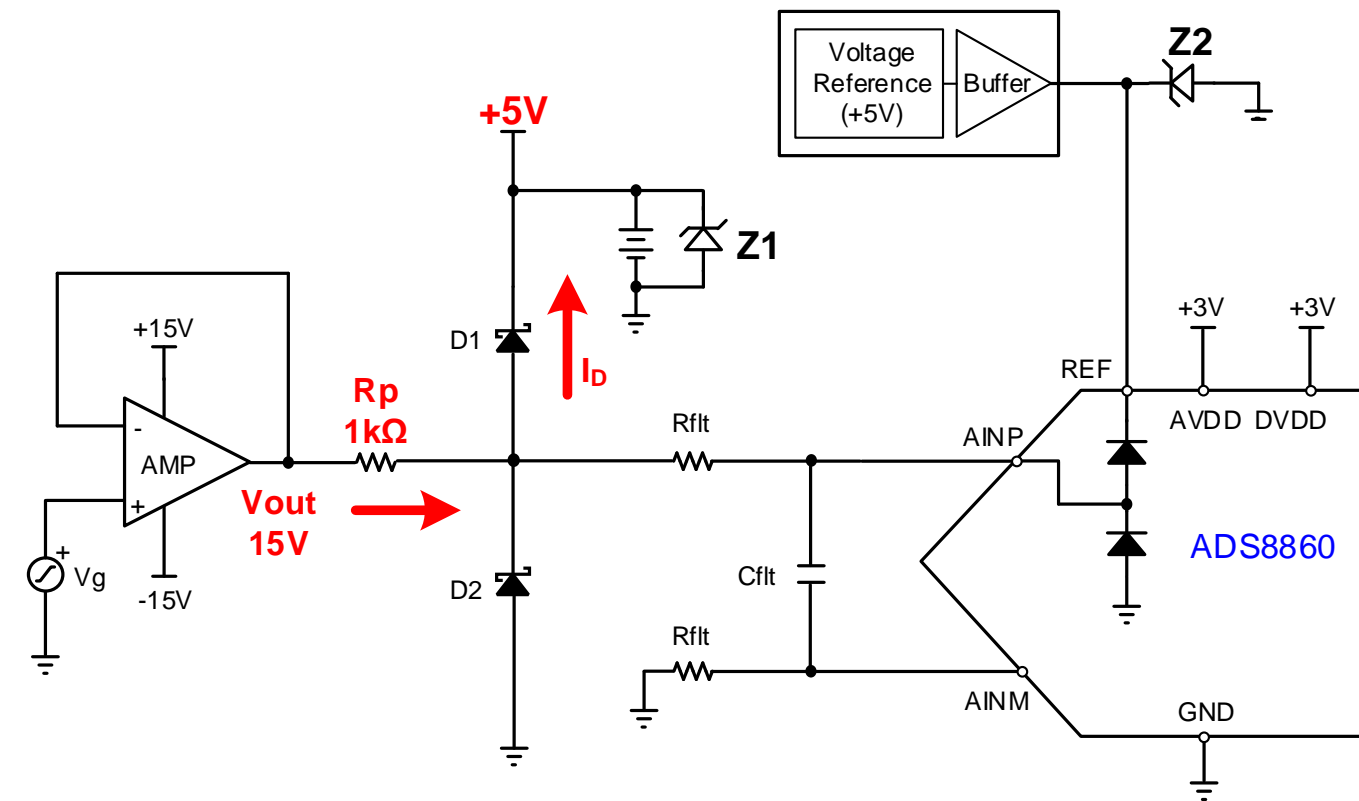 Voltage
Reference
(+5V)
Buffer
Z2
+5V
Z1
+15V
D1
I_D
+3V
+3V
REF
AVDD
DVDD
Rp
1kΩ
Rflt
AINP
-
AMP
+
Vout
15V
+
Vg
-15V
D2
Cflt
ADS8860
Rflt
AINM
GND